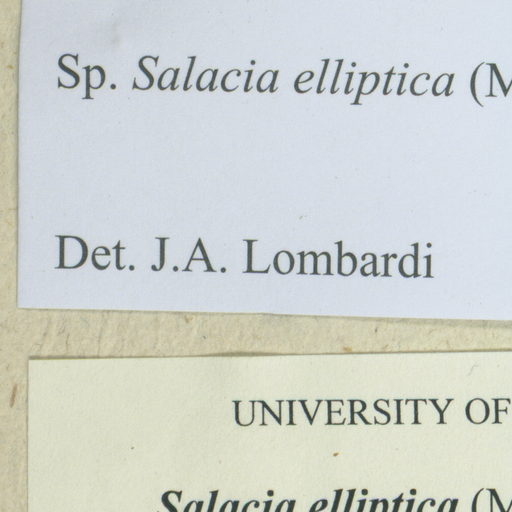 Sp. Salacia elliptica (M
Det. J.A. Lombardi
UNIVERSITY OF
Salacia elliptica (M